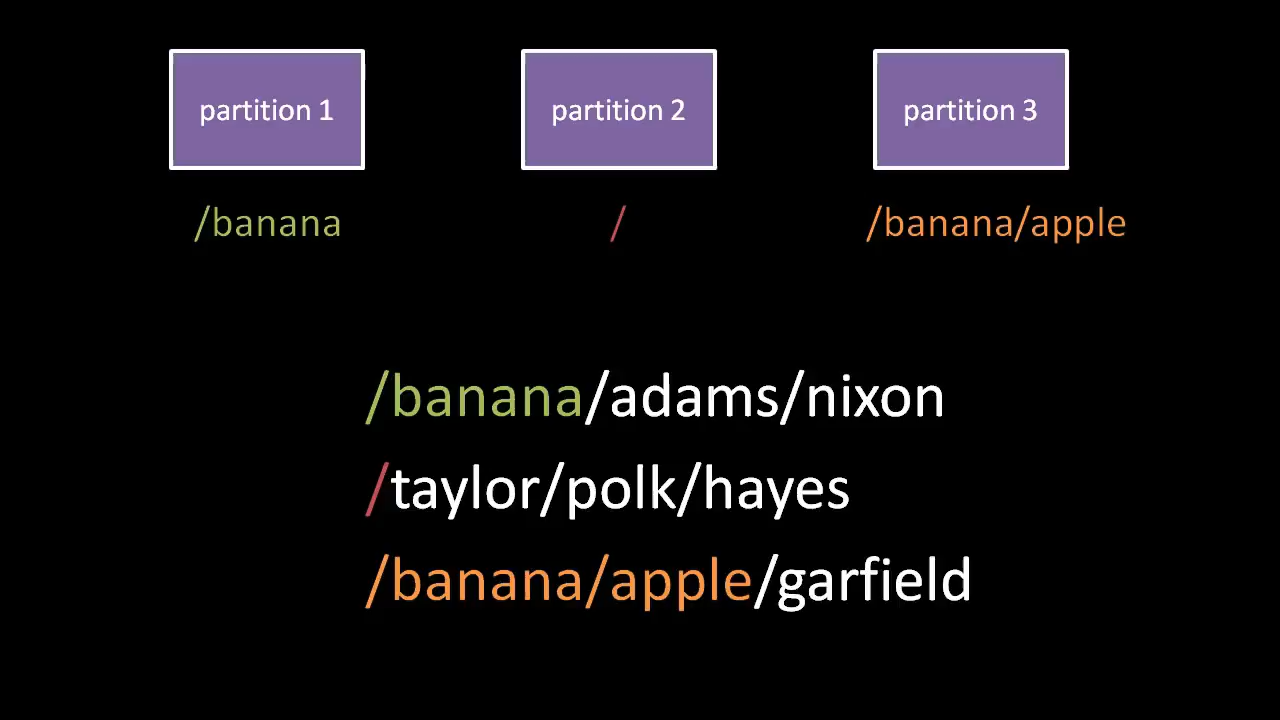 partition 1 partition 2 partition 3
/banana / /banana/apple
/banana/adams/nixon
/taylor/polk/hayes
/banana/apple/garfield